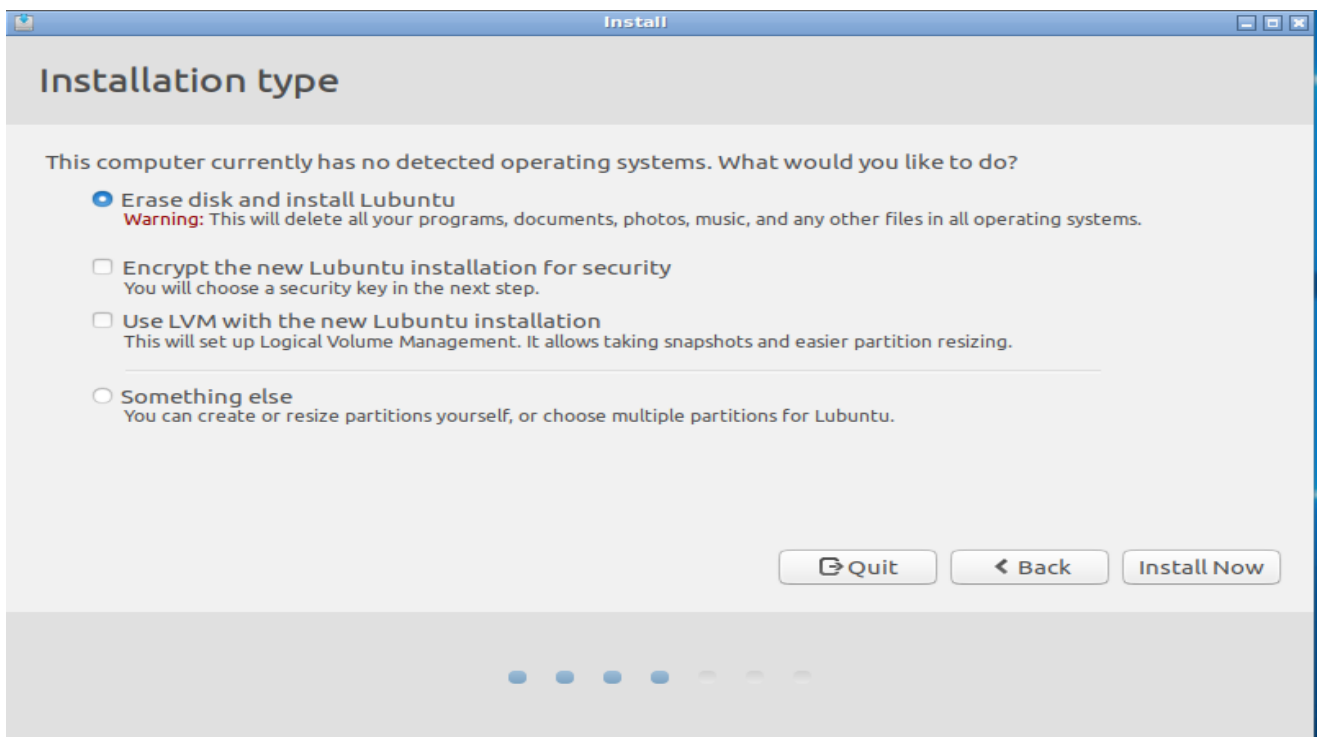 Install
Installation type
This computer currently has no detected operating systems. What would you like to do?
Erase disk and install Lubuntu
Warning: This will delete all your programs, documents, photos, music, and any other files in all operating systems.
Encrypt the new Lubuntu installation for security
You will choose a security key in the next step.
Use LVM with the new Lubuntu installation
This will set up Logical Volume Management. It allows taking snapshots and easier partition resizing.
Something else
You can create or resize partitions yourself, or choose multiple partitions for Lubuntu.
Quit Back Install Now